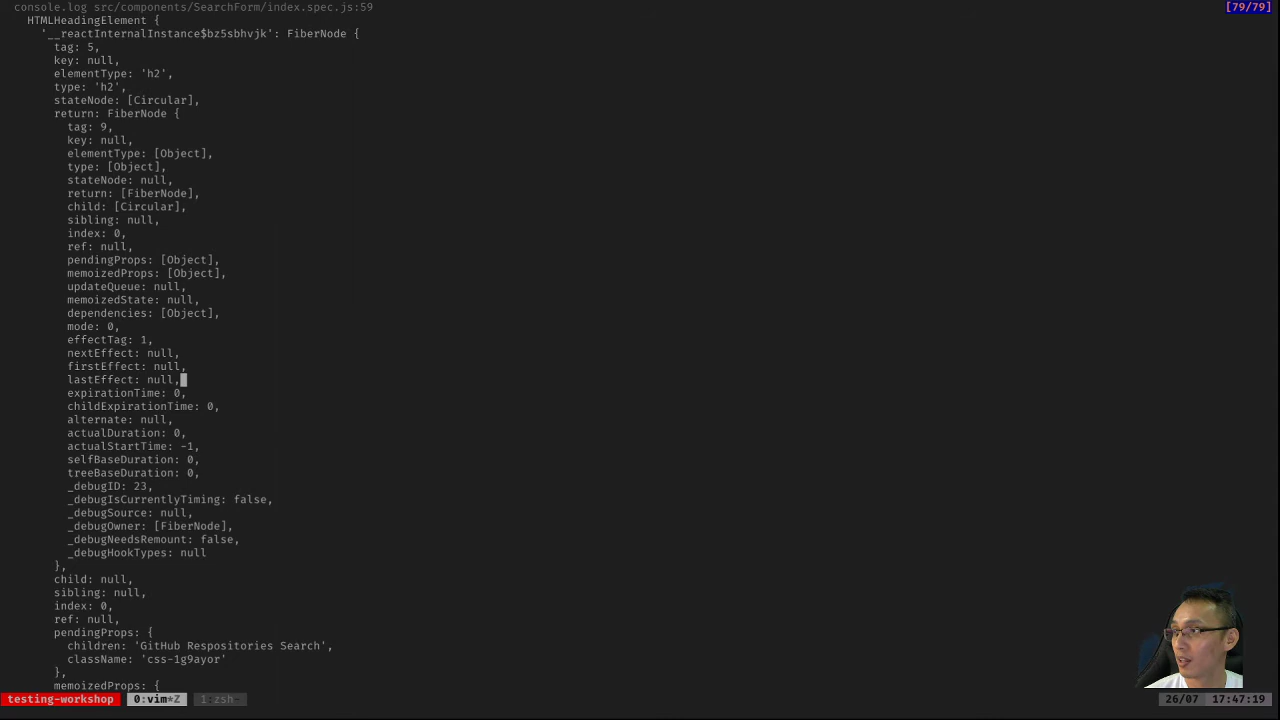 console.log src/components/SearchForm/index.spec.js:59
[79/79]
HTMLHeadingElement {
'__reactInternalInstance$bz5sbhvjk': FiberNode {
tag: 5,
key: null,
elementType: 'h2',
type: 'h2',
stateNode: [Circular],
return: FiberNode {
tag: 9,
key: null,
elementType: [Object],
type: [Object],
stateNode: null,
return: [FiberNode],
child: [Circular],
sibling: null,
index: 0,
ref: null,
pendingProps: [Object],
memoizedProps: [Object],
updateQueue: null,
memoizedState: null,
dependencies: [Object],
mode: 0,
effectTag: 1,
nextEffect: null,
firstEffect: null,
lastEffect: null,
expirationTime: 0,
childExpirationTime: 0,
alternate: null,
actualDuration: 0,
actualStartTime: -1,
selfBaseDuration: 0,
treeBaseDuration: 0,
_debugID: 23,
_debugIsCurrentlyTiming: false,
_debugSource: null,
_debugOwner: [FiberNode],
_debugNeedsRemount: false,
_debugHookTypes: null
},
child: null,
sibling: null,
index: 0,
ref: null,
pendingProps: {
children: 'GitHub Respositories Search',
className: 'css-1g9ayor'
},
memoizedProps: {
testing-workshop 0:vim*Z 1:zsh- 26/07 17:47:19